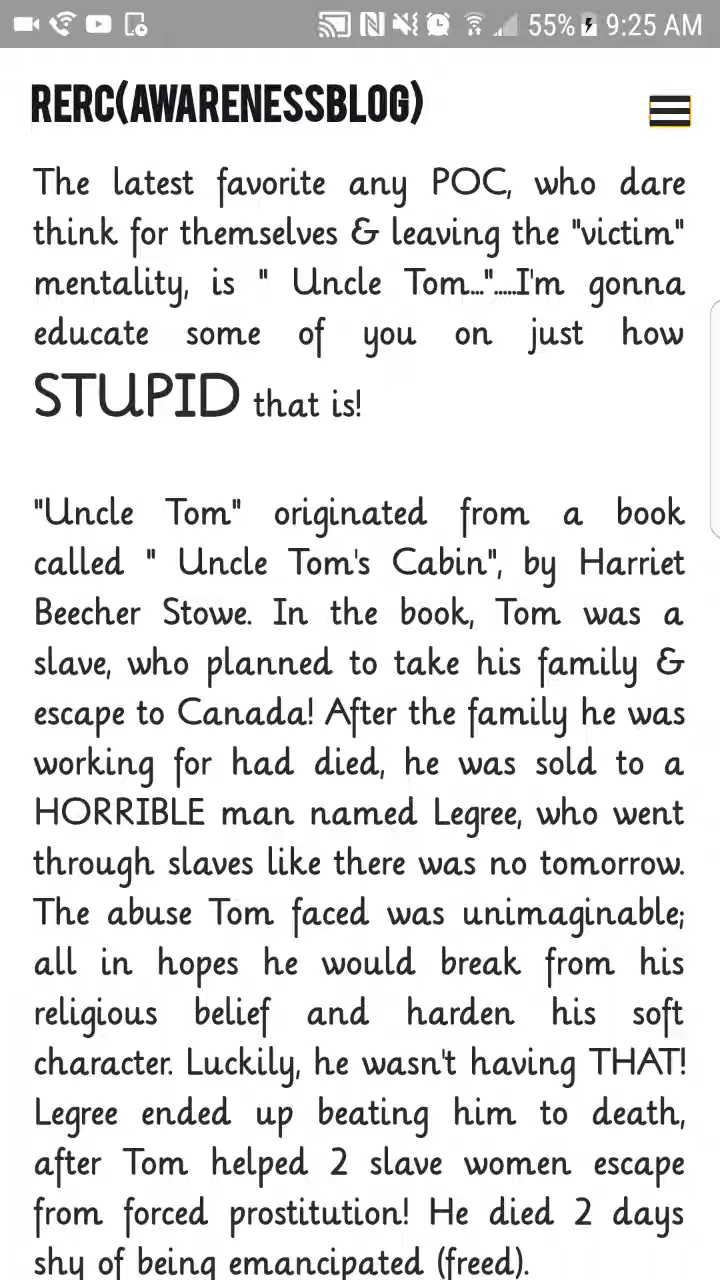 55% 9:25 AM
RERC(AWARENESSBLOG)
The latest favorite any POC, who dare
think for themselves & leaving the "victim"
mentality, is " Uncle Tom...".....I'm gonna
educate some of you on just how
STUPID that is!
"Uncle Tom" originated from a book
called " Uncle Tom's Cabin", by Harriet
Beecher Stowe. In the book, Tom was a
slave, who planned to take his family &
escape to Canada! After the family he was
working for had died, he was sold to a
HORRIBLE man named Legree, who went
through slaves like there was no tomorrow.
The abuse Tom faced was unimaginable;
all in hopes he would break from his
religious belief and harden his soft
character. Luckily, he wasn't having THAT!
Legree ended up beating him to death,
after Tom helped 2 slave women escape
from forced prostitution! He died 2 days
shy of being emancipated (freed).